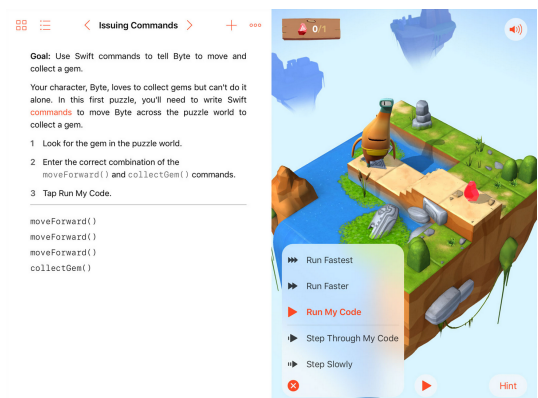 Issuing Commands
Goal: Use Swift commands to tell Byte to move and
collect a gem.
Your character, Byte, loves to collect gems but can't do it
alone. In this first puzzle, you'll need to write Swift
commands to move Byte across the puzzle world to
collect a gem.
1 Look for the gem in the puzzle world.
2 Enter the correct combination of the
moveForward() and collectGem() commands.
3 Tap Run My Code.
moveForward()
moveForward()
moveForward()
collectGem()
0/1
Run Fastest
Run Faster
Run My Code
Step Through My Code
Step Slowly
Hint